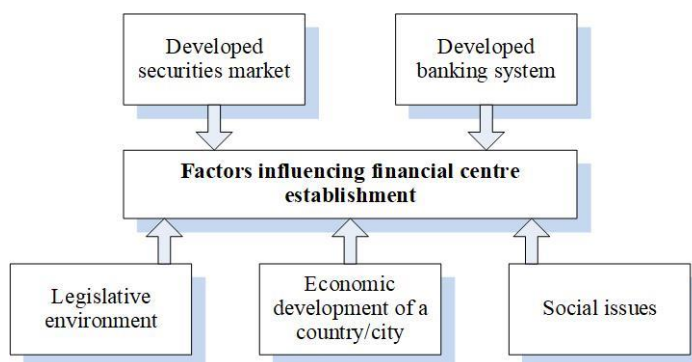 Developed
securities market
Developed
banking system
Factors influencing financial centre
establishment
Legislative
environment
Economic
development of a
country/city
Social issues